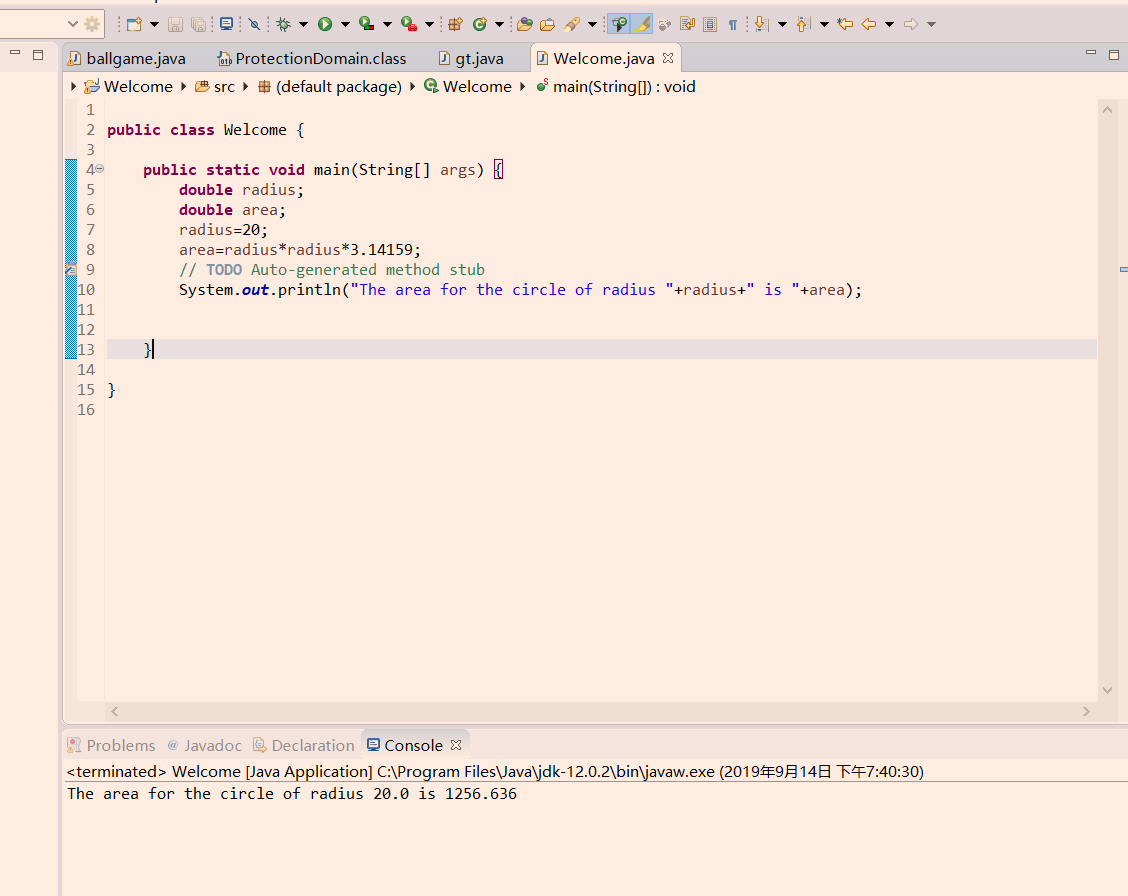 ballgame.java ProtectionDomain.class gt.java Welcome.java
Welcome src (default package) Welcome main(String[]) : void
1
2 public class Welcome {
3
4 public static void main(String[] args) {
5 double radius;
6 double area;
7 radius=20;
8 area=radius*radius*3.14159;
9 // TODO Auto-generated method stub
10 System.out.println("The area for the circle of radius "+radius+" is "+area);
11
12
13 }
14
15 }
16
Problems @ Javadoc Declaration Console
<terminated> Welcome [Java Application] C:\Program Files\Java\jdk-12.0.2\bin\javaw.exe (2019年9月14日 下午7:40:30)
The area for the circle of radius 20.0 is 1256.636